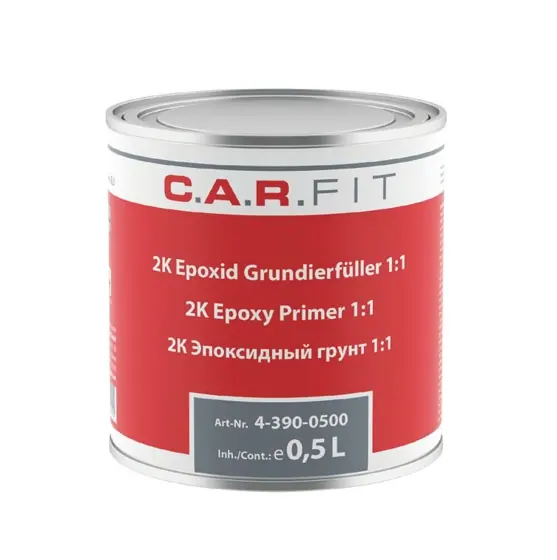 C.A.R.FIT
2K Epoxid Grundierfüller 1:1
2K Epoxy Primer 1:1
2K Эпоксидный грунт 1:1
Art-Nr. 4-390-0500
Inh./Cont.: e 0,5 L